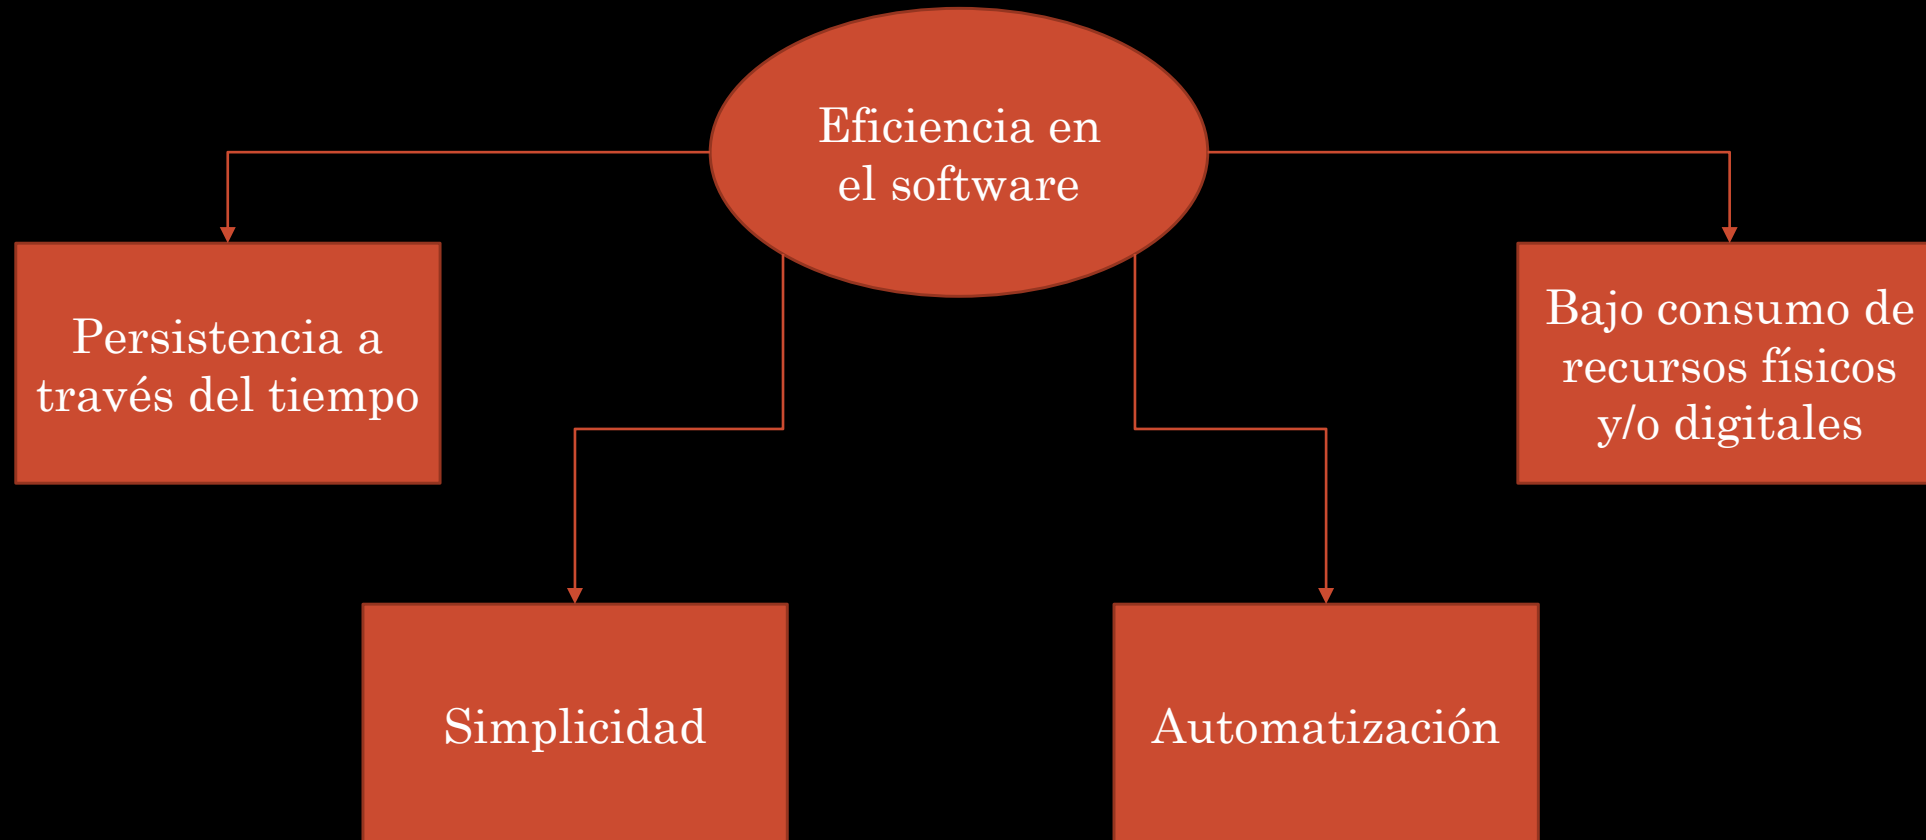 Eficiencia en
el software
Persistencia a
través del tiempo
Bajo consumo de
recursos físicos
y/o digitales
Simplicidad
Automatización